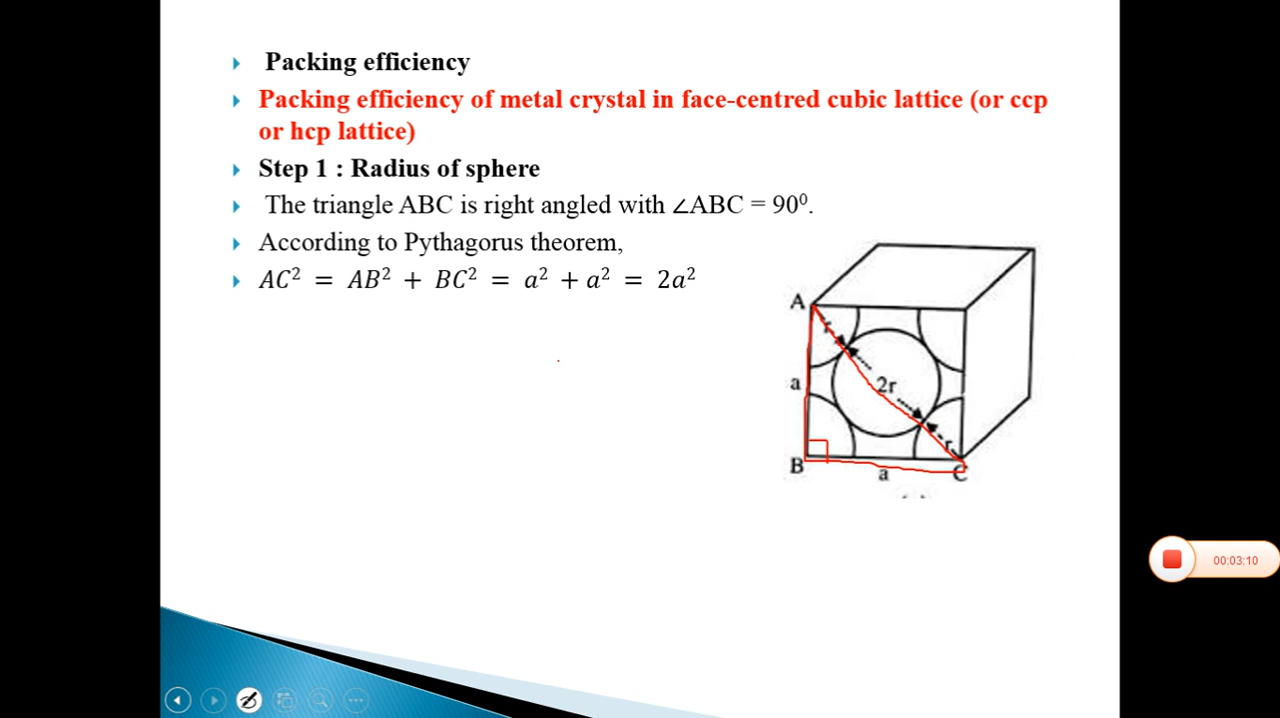 Packing efficiency
Packing efficiency of metal crystal in face-centred cubic lattice (or ccp
or hcp lattice)
Step 1 : Radius of sphere
The triangle ABC is right angled with ∠ABC = 90⁰.
According to Pythagorus theorem,
AC² = AB² + BC² = a² + a² = 2a²
A
r
a
2r
r
B
a
C
00:03:10